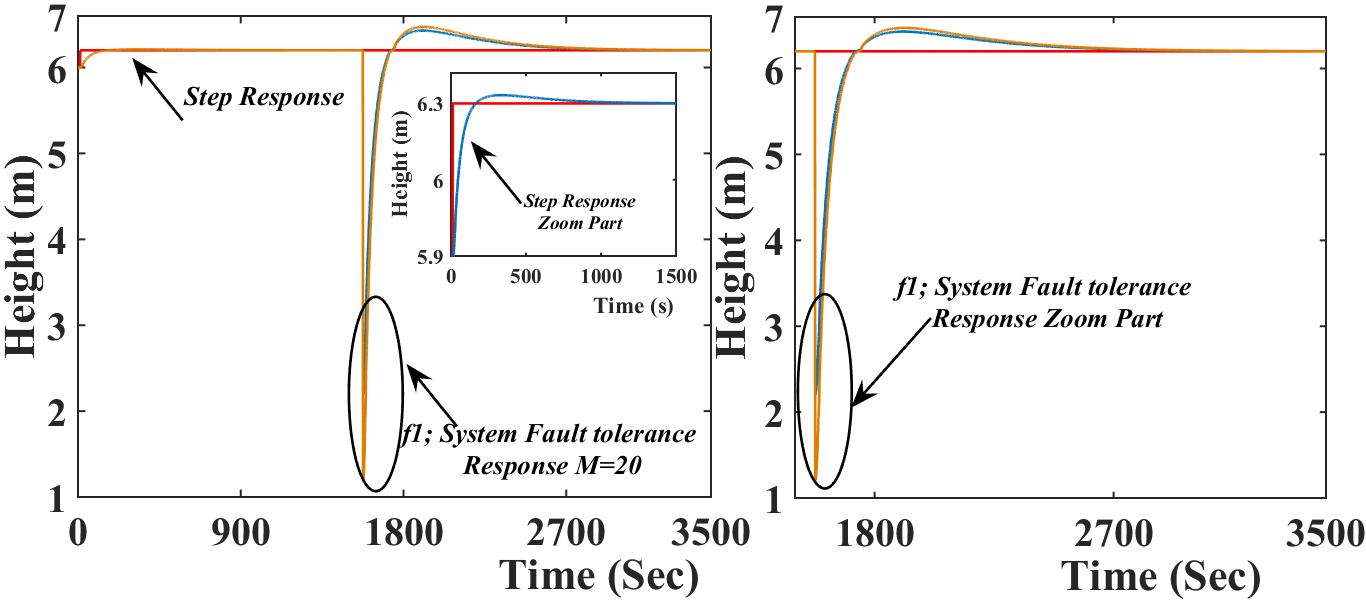 7
6
5
4
3
2
1
Height (m)
Step Response
6.3
6
5.9
Height (m)
Step Response
Zoom Part
0
500
1000
1500
Time (s)
f1; System Fault tolerance
Response M=20
0
900
1800
2700
3500
Time (Sec)
7
6
5
4
3
2
1
Height (m)
f1; System Fault tolerance
Response Zoom Part
1800
2700
3500
Time (Sec)